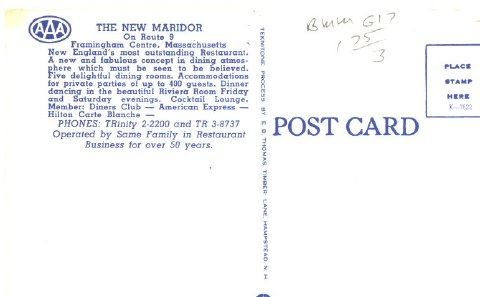 AAA
THE NEW MARIDOR
On Route 9
Framingham Centre, Massachusetts
New England's most outstanding Restaurant.
A new and fabulous concept in dining atmos-
phere which must be seen to be believed.
Five delightful dining rooms. Accommodations
for private parties of up to 400 guests. Dinner
dancing in the beautiful Riviera Room Friday
and Saturday evenings. Cocktail Lounge.
Member: Diners Club — American Express —
Hilton Carte Blanche —
PHONES: TRinity 2-2200 and TR 3-8737
Operated by Same Family in Restaurant
Business for over 50 years.
TEKNITONE PROCESS BY E. B. THOMAS, TIMBER LANE, HAMPSTEAD, N. H.
POST CARD
125
3
PLACE
STAMP
HERE